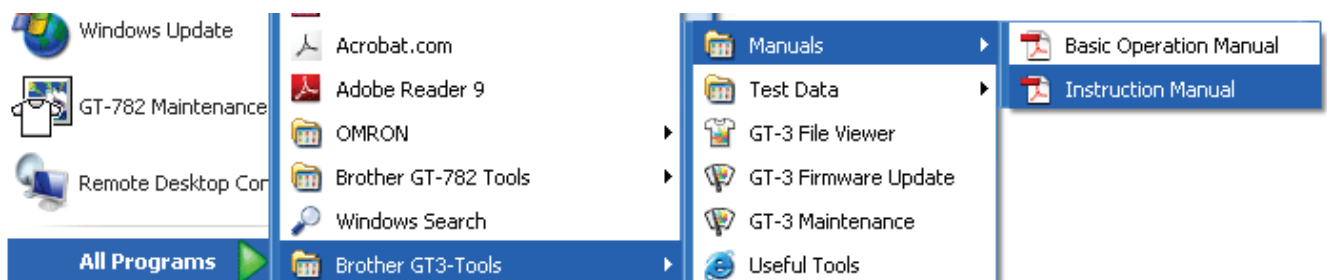 Windows Update
GT-782 Maintenance
Remote Desktop Cor
All Programs
Acrobat.com
Adobe Reader 9
OMRON
Brother GT-782 Tools
Windows Search
Brother GT3-Tools
Manuals
Test Data
GT-3 File Viewer
GT-3 Firmware Update
GT-3 Maintenance
Useful Tools
Basic Operation Manual
Instruction Manual